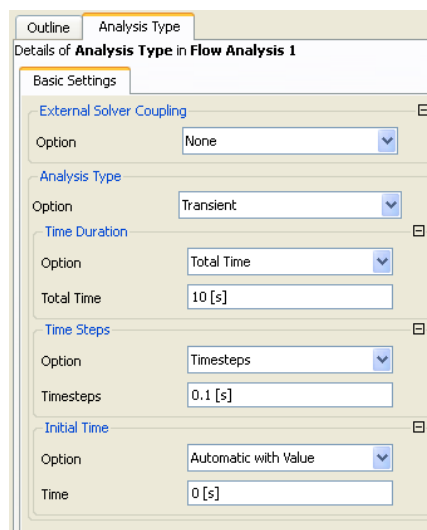 Outline Analysis Type
Details of Analysis Type in Flow Analysis 1
Basic Settings
External Solver Coupling
Option None
Analysis Type
Option Transient
Time Duration
Option Total Time
Total Time 10 [s]
Time Steps
Option Timesteps
Timesteps 0.1 [s]
Initial Time
Option Automatic with Value
Time 0 [s]